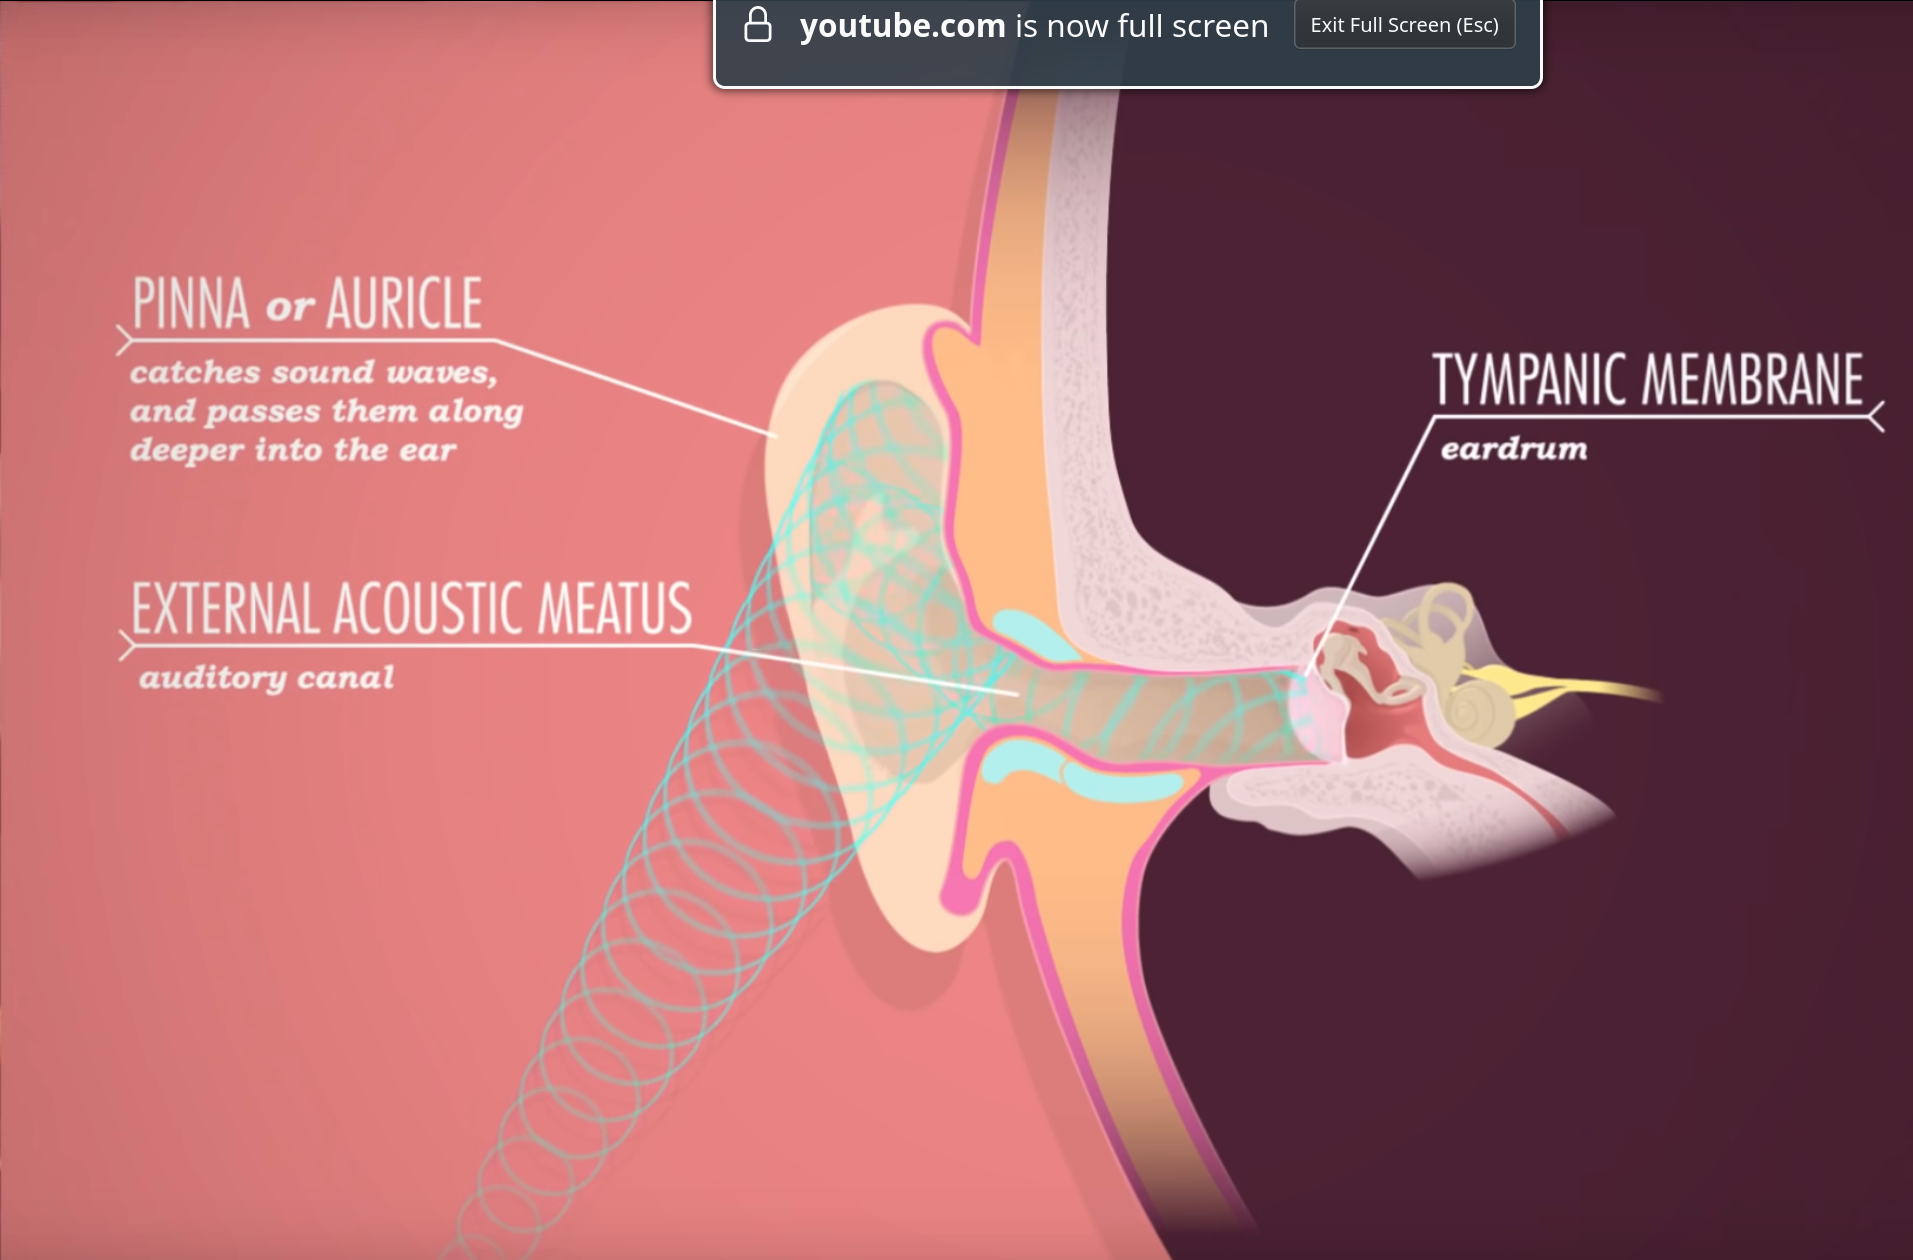 youtube.com is now full screen
Exit Full Screen (Esc)
PINNA or AURICLE
catches sound waves,
and passes them along
deeper into the ear
EXTERNAL ACOUSTIC MEATUS
auditory canal
TYMPANIC MEMBRANE
eardrum